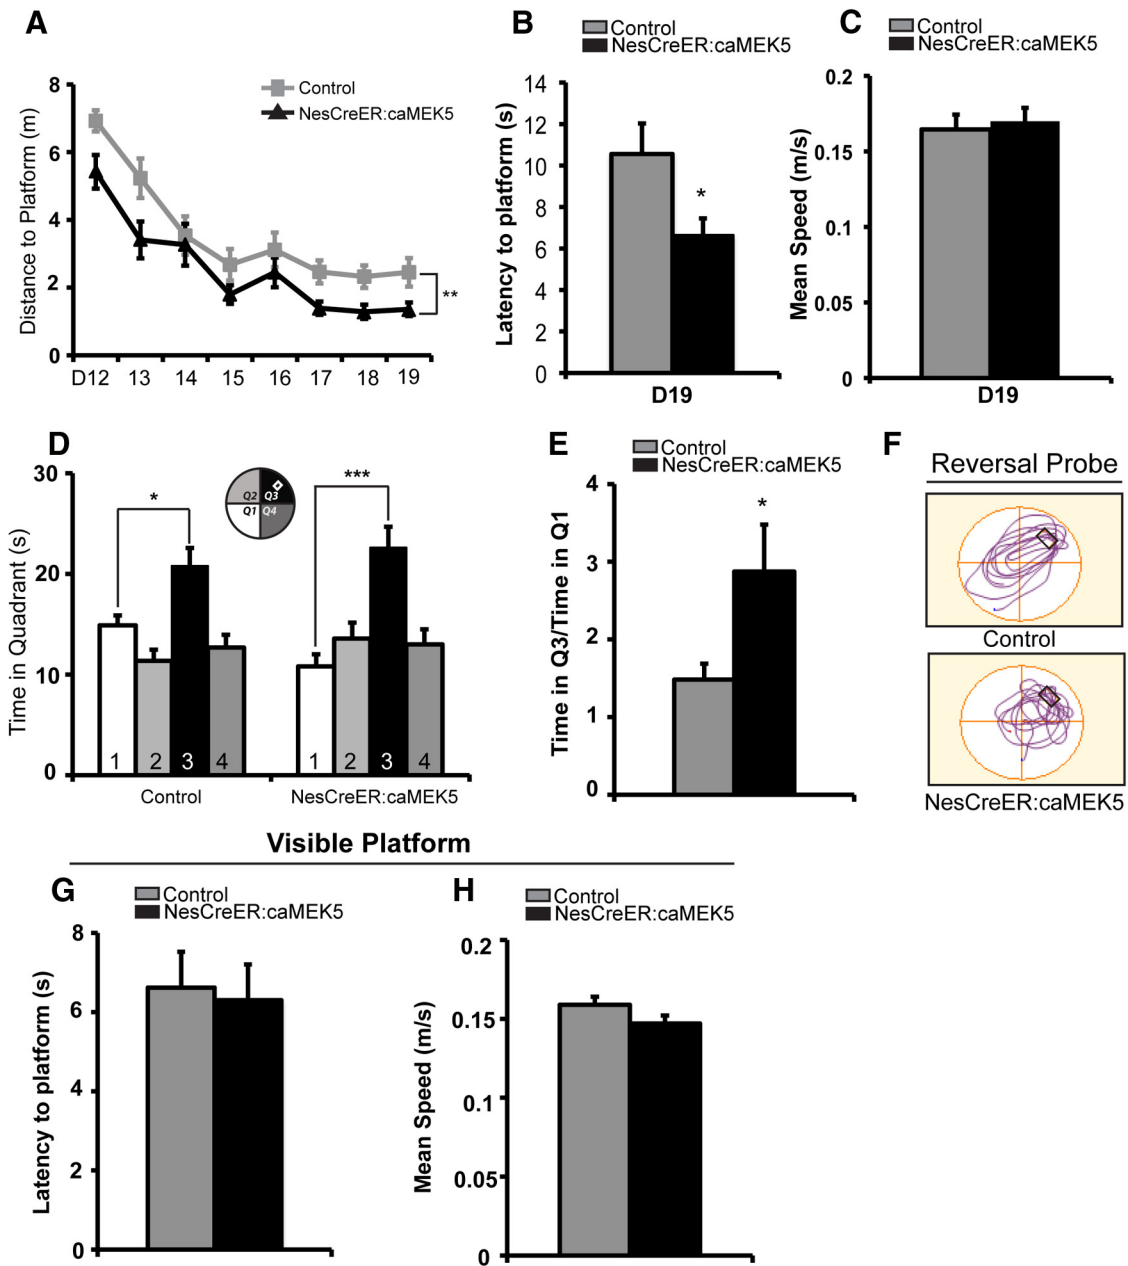 A
Control
NesCreER:caMEK5
Distance to Platform (m)
8
6
4
2
0
D12 13 14 15 16 17 18 19
**
B
Control
NesCreER:caMEK5
Latency to platform (s)
14
12
10
8
6
4
2
0
*
D19
C
Control
NesCreER:caMEK5
Mean Speed (m/s)
0.2
0.15
0.1
0.05
0
D19
D
Time in Quadrant (s)
30
20
10
0
*
***
Q2 Q3
Q1 Q4
1 2 3 4 1 2 3 4
Control NesCreER:caMEK5
E
Control
NesCreER:caMEK5
Time in Q3/Time in Q1
4
3
2
1
0
*
F
Reversal Probe
Control
NesCreER:caMEK5
Visible Platform
G
Control
NesCreER:caMEK5
Latency to platform (s)
8
6
4
2
0
H
Control
NesCreER:caMEK5
Mean Speed (m/s)
0.2
0.15
0.1
0.05
0